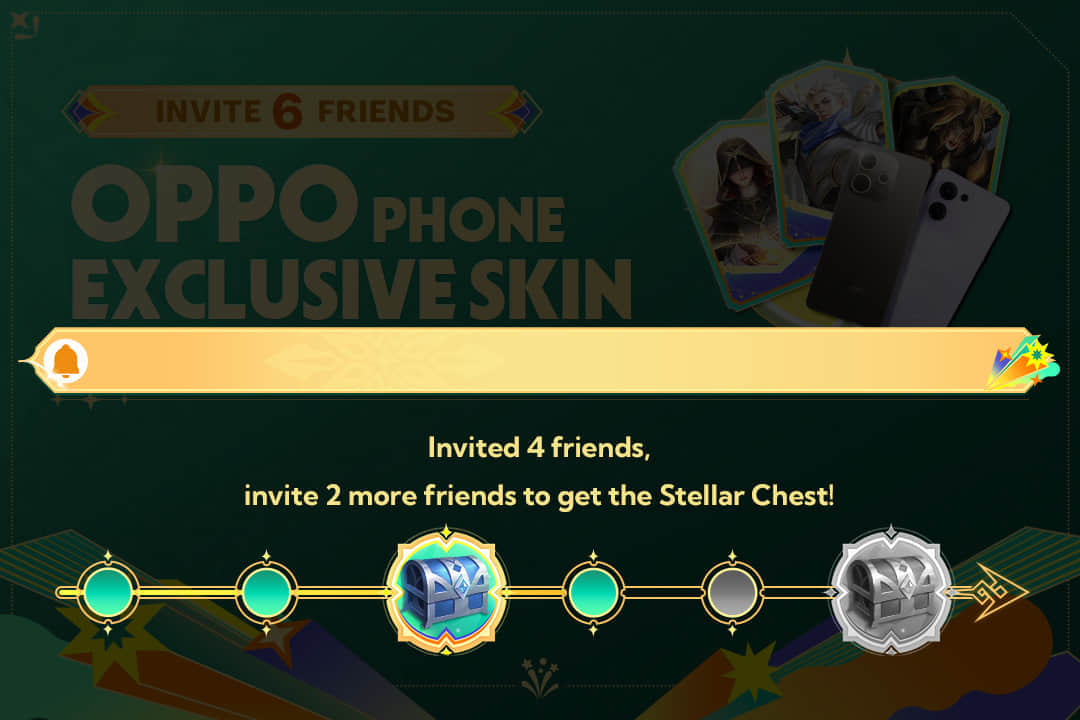 INVITE 6 FRIENDS
OPPO PHONE
EXCLUSIVE SKIN
Invited 4 friends,
invite 2 more friends to get the Stellar Chest!